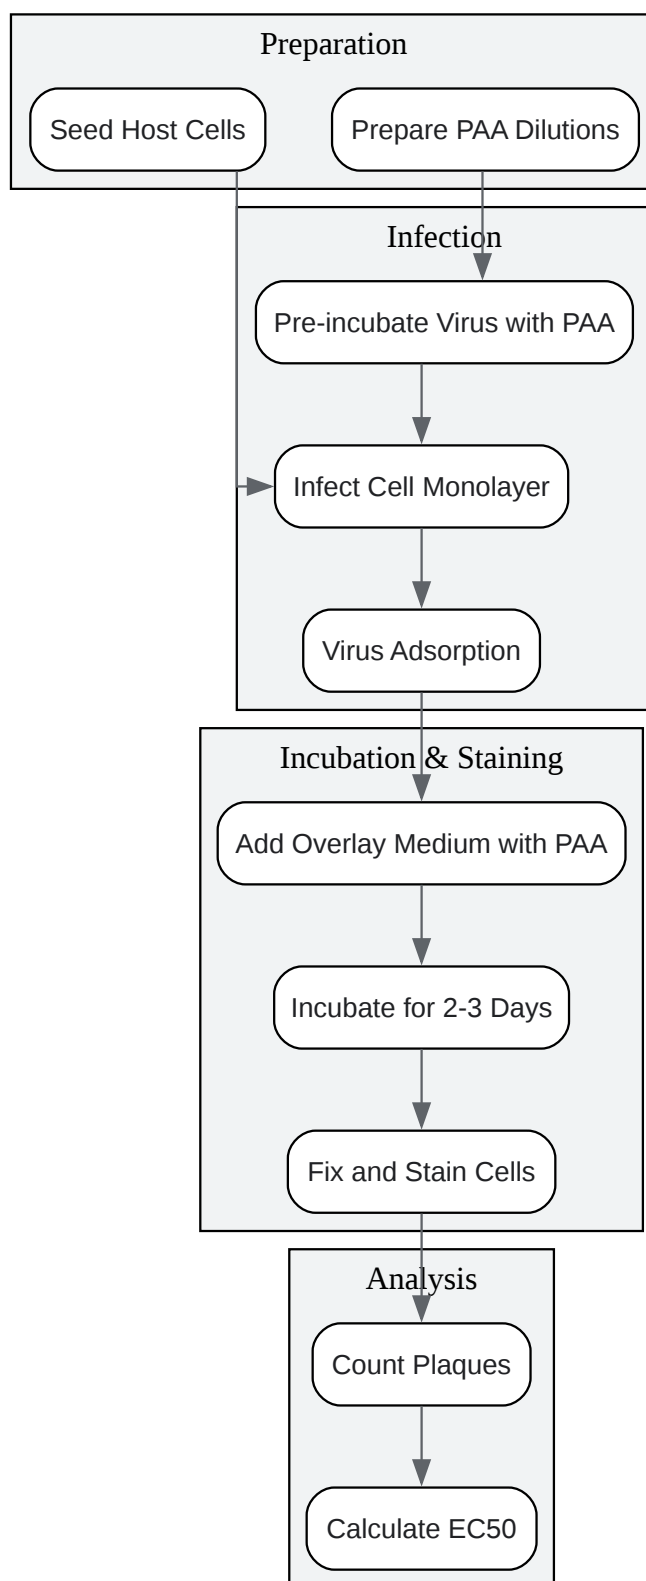 Preparation
Seed Host Cells
Prepare PAA Dilutions
Infection
Pre-incubate Virus with PAA
Infect Cell Monolayer
Virus Adsorption
Incubation & Staining
Add Overlay Medium with PAA
Incubate for 2-3 Days
Fix and Stain Cells
Analysis
Count Plaques
Calculate EC50